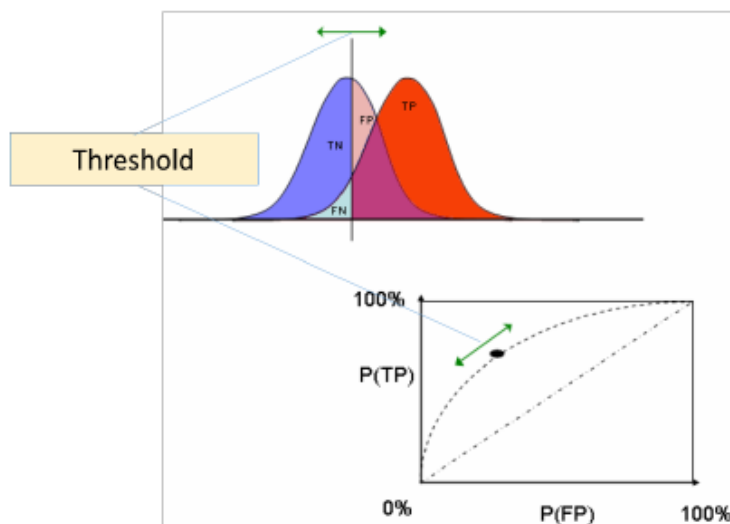 FP
TP
TN
Threshold
FN
100%
P(TP)
0%
P(FP)
100%